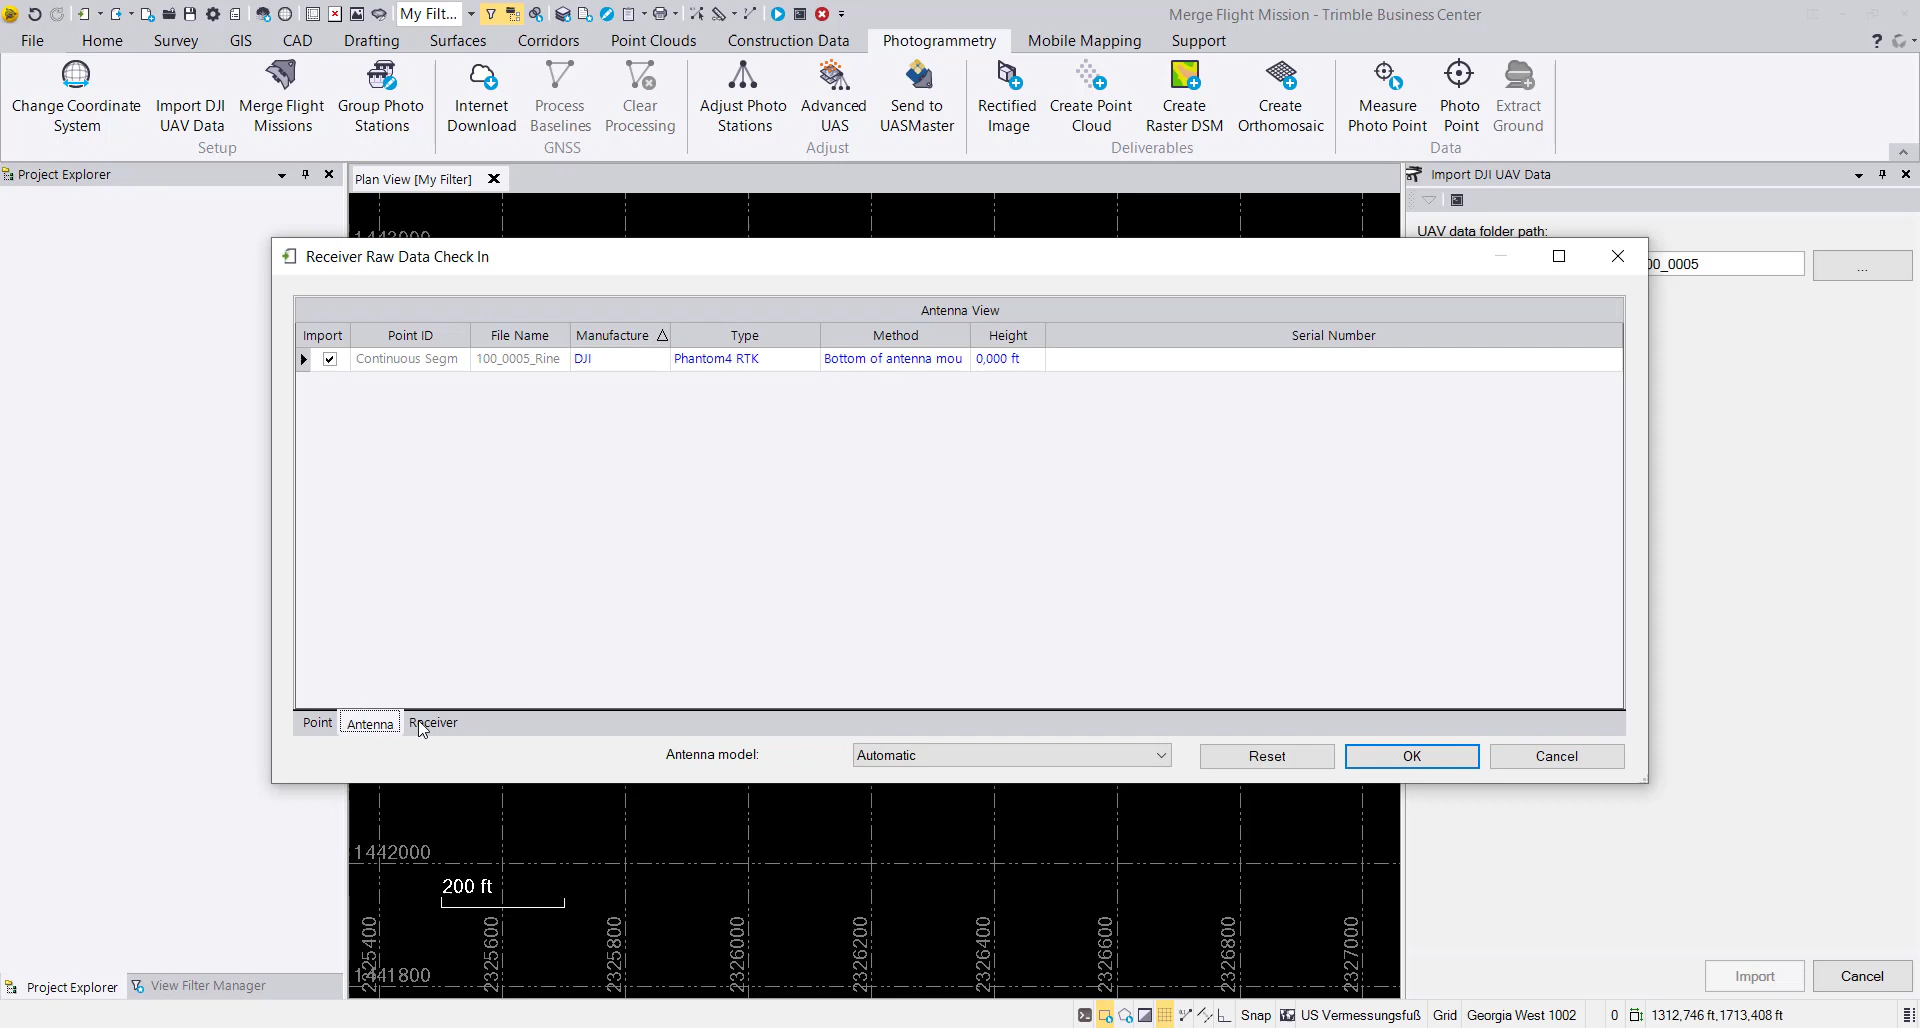 My Filt...
Merge Flight Mission - Trimble Business Center
File Home Survey GIS CAD Drafting Surfaces Corridors Point Clouds Construction Data Photogrammetry Mobile Mapping Support
Change Coordinate System
Import DJI UAV Data
Merge Flight Missions
Group Photo Stations
Internet Download
Process Baselines
Clear Processing
Adjust Photo Stations
Advanced UAS
Send to UASMaster
Rectified Image
Create Point Cloud
Create Raster DSM
Create Orthomosaic
Measure Photo Point
Photo Point
Extract Ground
Setup GNSS Adjust Deliverables Data
Project Explorer
Plan View [My Filter]
Import DJI UAV Data
UAV data folder path:
00_0005
...
1442000
Receiver Raw Data Check In
Antenna View
Import Point ID File Name Manufacture Type Method Height Serial Number
Continuous Segm 100_0005_Rine DJI Phantom4 RTK Bottom of antenna mou 0,000 ft
Point Antenna Receiver
Antenna model: Automatic Reset OK Cancel
200 ft
1441800
2325400 2325600 2325800 2326000 2326200 2326400 2326600 2326800 2327000
Import Cancel
Project Explorer View Filter Manager
Snap US Vermessungsfuß Grid Georgia West 1002 0 1312,746 ft,1713,408 ft